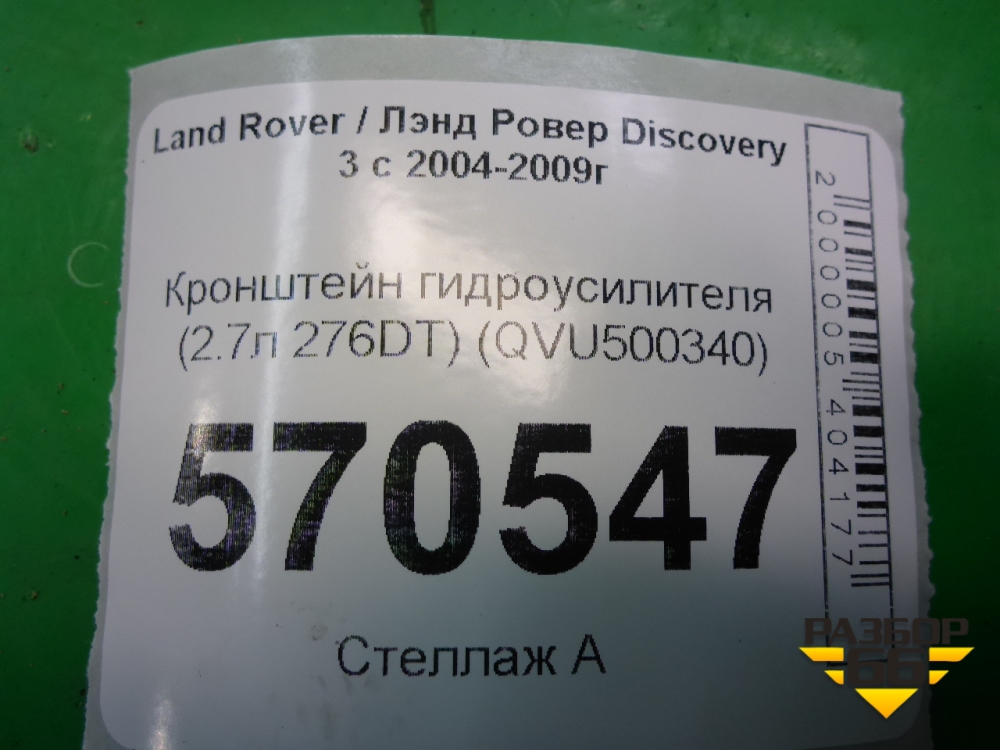 Land Rover / Лэнд Ровер Discovery
3 с 2004-2009г
Кронштейн гидроусилителя
(2.7л 276DT) (QVU500340)
570547
Стеллаж А
2000005404177
РАЗБОР
66